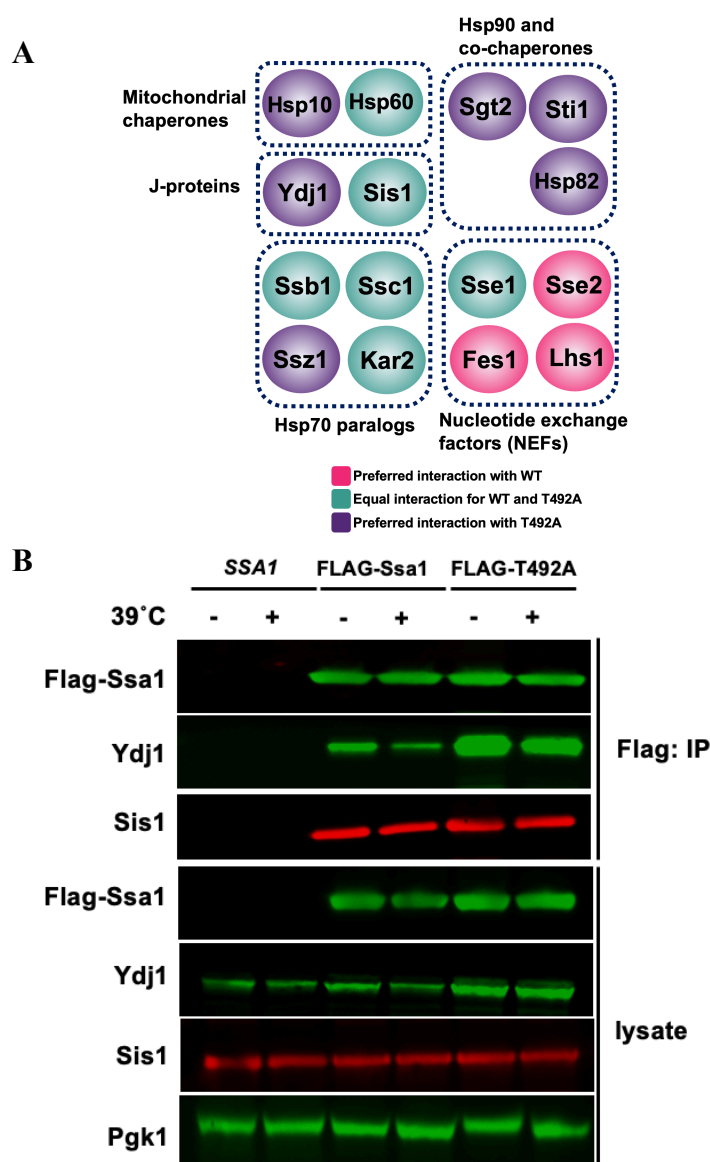 A
Hsp90 and
co-chaperones
Mitochondrial
chaperones
Hsp10 Hsp60
Sgt2 Sti1
Hsp82
J-proteins
Ydj1 Sis1
Ssb1 Ssc1
Ssz1 Kar2
Sse1 Sse2
Fes1 Lhs1
Hsp70 paralogs
Nucleotide exchange
factors (NEFs)
Preferred interaction with WT
Equal interaction for WT and T492A
Preferred interaction with T492A
B
SSA1 FLAG-Ssa1 FLAG-T492A
39˚C - + - + - +
Flag-Ssa1
Ydj1
Sis1
Flag: IP
Flag-Ssa1
Ydj1
Sis1
Pgk1
lysate